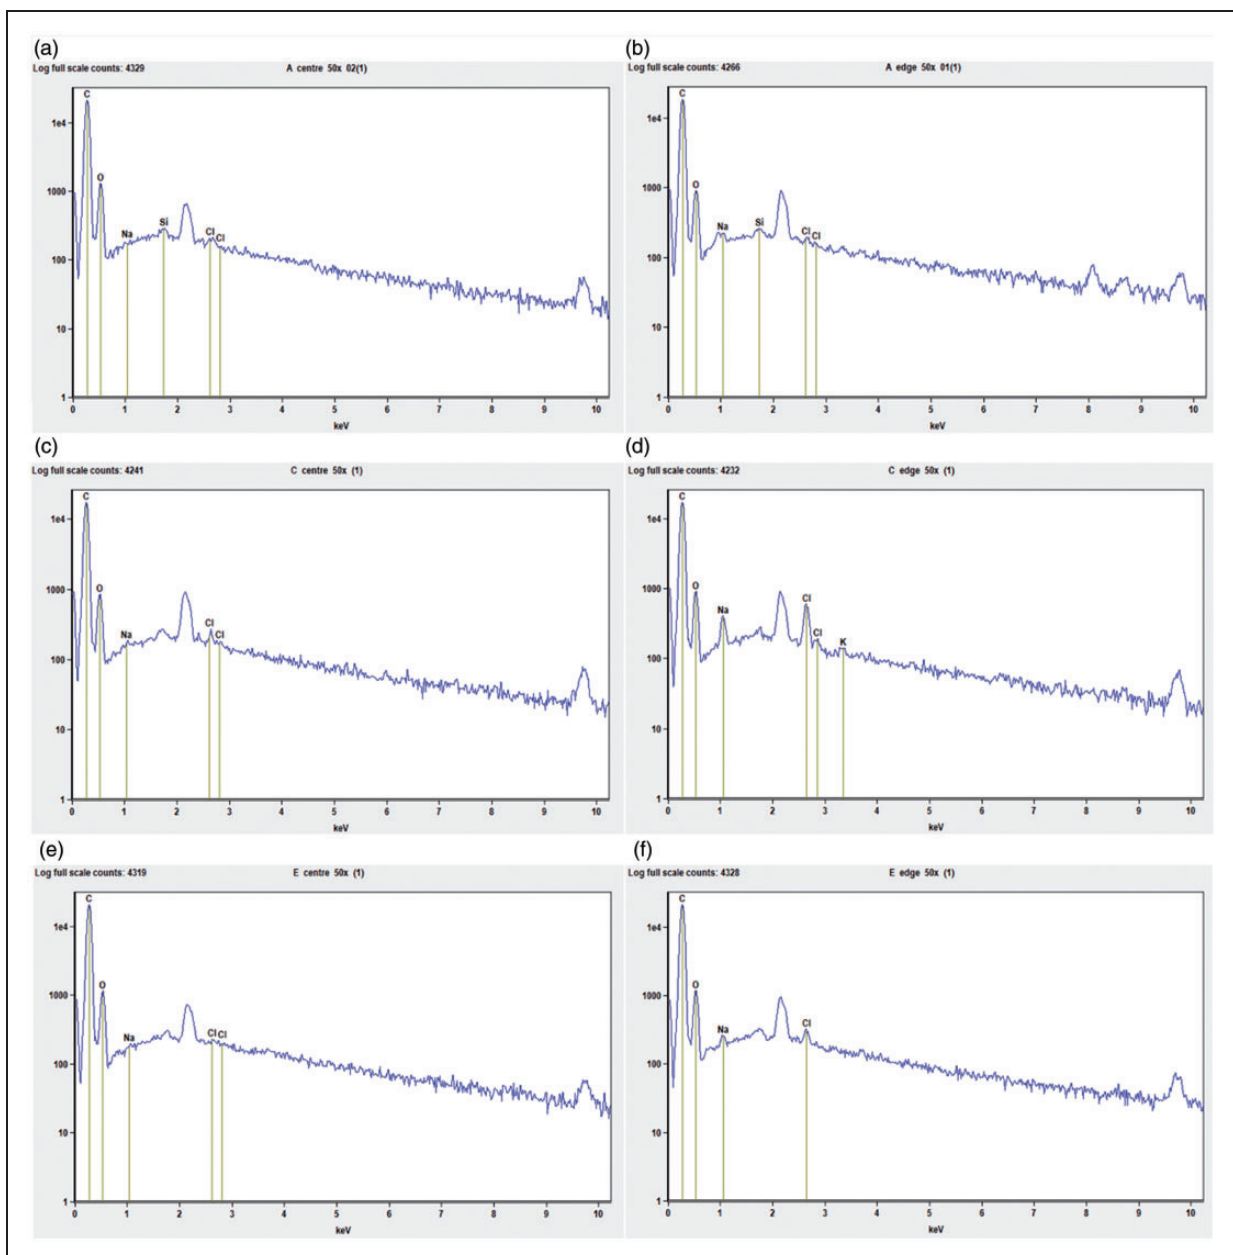 (a)
Log full scale counts: 4329 A centre 50x 02(1)
C
1e4
1000
O
Na
Si
Cl
Cl
100
10
1
0 1 2 3 4 5 6 7 8 9 10
keV
(b)
Log full scale counts: 4266 A edge 50x 01(1)
C
1e4
1000
O
Na
Si
Cl
Cl
100
10
1
0 1 2 3 4 5 6 7 8 9 10
keV
(c)
Log full scale counts: 4241 C centre 50x (1)
C
1e4
1000
O
Na
Cl
Cl
100
10
1
0 1 2 3 4 5 6 7 8 9 10
keV
(d)
Log full scale counts: 4232 C edge 50x (1)
C
1e4
1000
O
Na
Cl
Cl
K
100
10
1
0 1 2 3 4 5 6 7 8 9 10
keV
(e)
Log full scale counts: 4319 E centre 50x (1)
C
1e4
1000
O
Na
Cl Cl
100
10
1
0 1 2 3 4 5 6 7 8 9 10
keV
(f)
Log full scale counts: 4328 E edge 50x (1)
C
1e4
1000
O
Na
Cl
100
10
1
0 1 2 3 4 5 6 7 8 9 10
keV